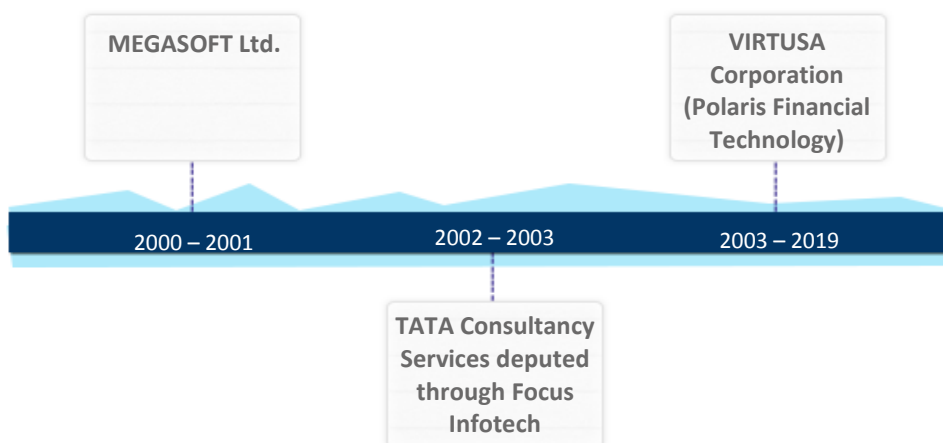 MEGASOFT Ltd.
VIRTUSA
Corporation
(Polaris Financial
Technology)
2000 – 2001
2002 – 2003
2003 – 2019
TATA Consultancy
Services deputed
through Focus
Infotech